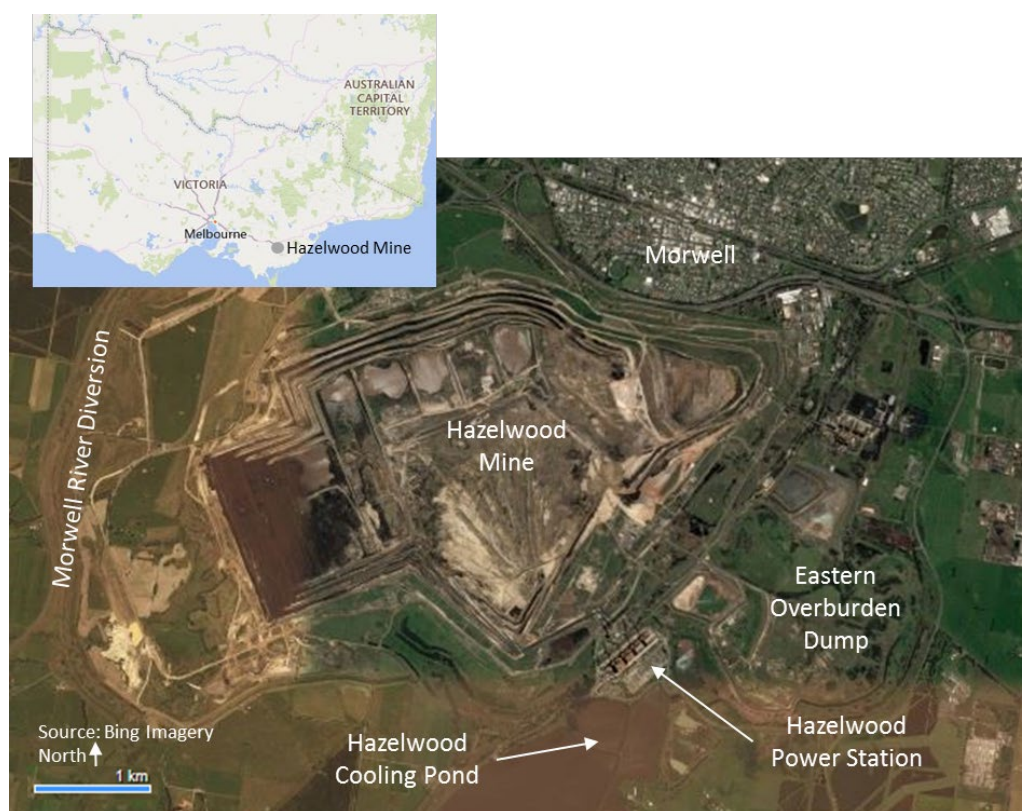 AUSTRALIAN
CAPITAL
TERRITORY
VICTORIA
Melbourne
Hazelwood Mine
Morwell
Morwell River Diversion
Hazelwood
Mine
Eastern
Overburden
Dump
Source: Bing Imagery
North
1 km
Hazelwood
Cooling Pond
Hazelwood
Power Station